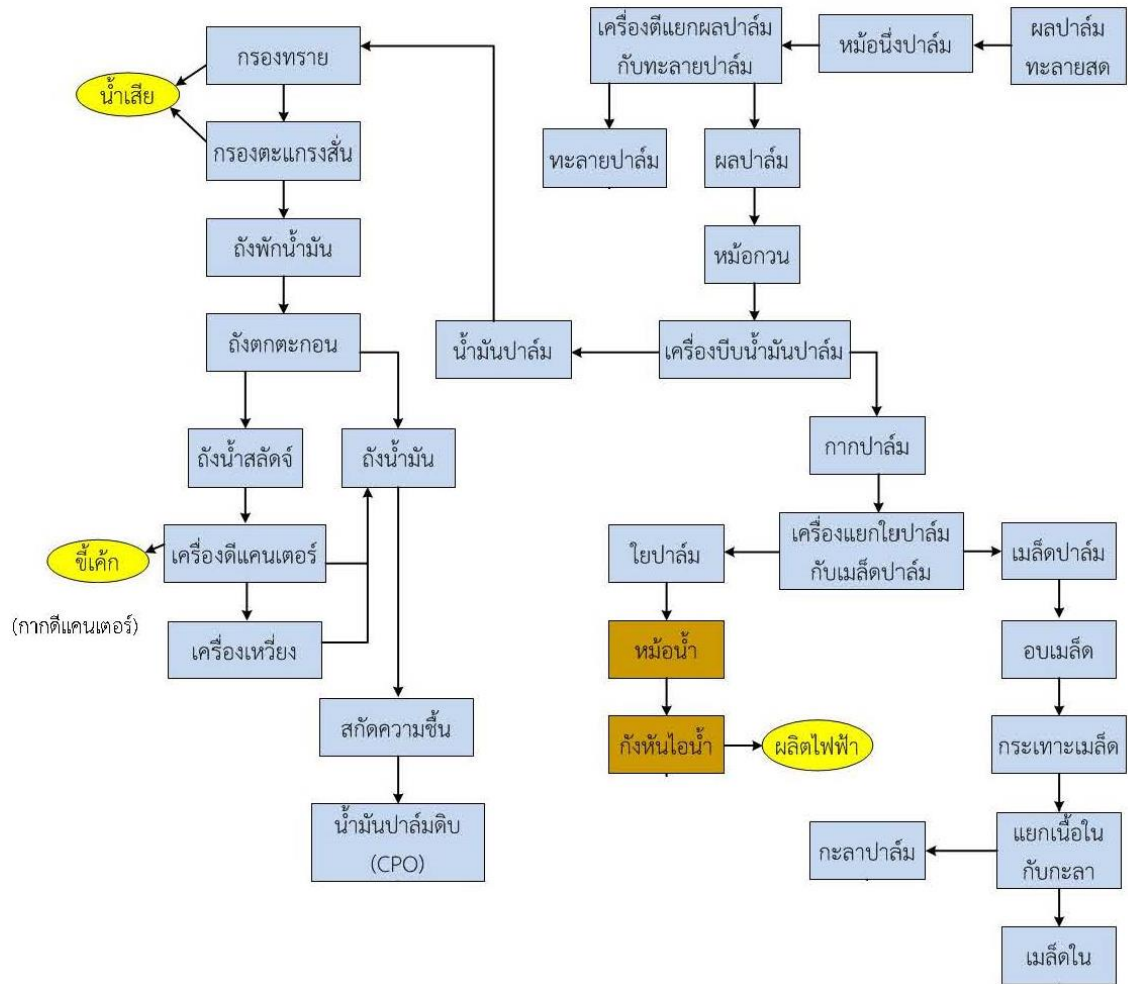 ผลปาล์ม
ทะลายสด
หม้อนึ่งปาล์ม
เครื่องตีแยกผลปาล์ม
กับทะลายปาล์ม
ทะลายปาล์ม
ผลปาล์ม
หม้อกวน
เครื่องบีบน้ำมันปาล์ม
น้ำมันปาล์ม
กรองทราย
น้ำเสีย
กรองตะแกรงสั่น
ถังพักน้ำมัน
ถังตกตะกอน
ถังน้ำสลัดจ์
ถังน้ำมัน
เครื่องดีแคนเตอร์
ขี้เค้ก
(กากดีแคนเตอร์)
เครื่องเหวี่ยง
สกัดความชื้น
น้ำมันปาล์มดิบ
(CPO)
กากปาล์ม
เครื่องแยกใยปาล์ม
กับเมล็ดปาล์ม
ใยปาล์ม
หม้อน้ำ
กังหันไอน้ำ
ผลิตไฟฟ้า
เมล็ดปาล์ม
อบเมล็ด
กระเทาะเมล็ด
แยกเนื้อใน
กับกะลา
กะลาปาล์ม
เมล็ดใน